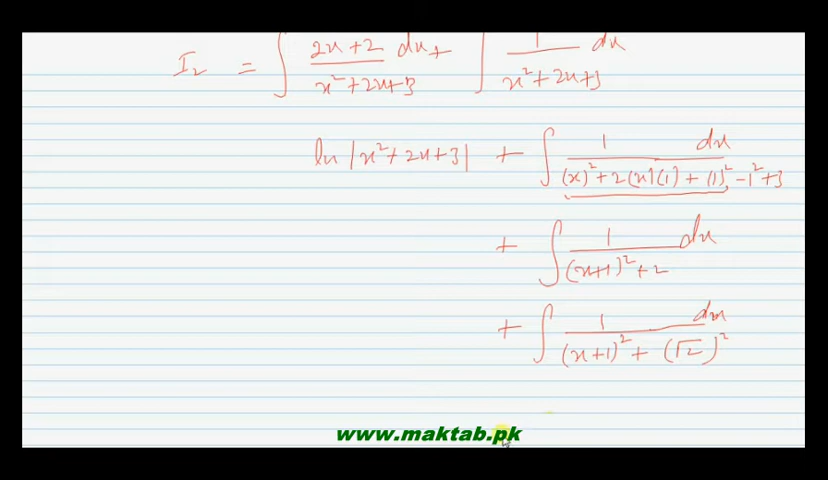 I₂ = ∫ 2x+2/x²+2x+3 dx + ∫ 1/x²+2x+3 dx
ln |x²+2x+3| + ∫ 1/(x)²+2(x)(1)+(1)²-1²+3 dx
+ ∫ 1/(x+1)²+2 dx
+ ∫ 1/(x+1)²+(√2)² dx
www.maktab.pk